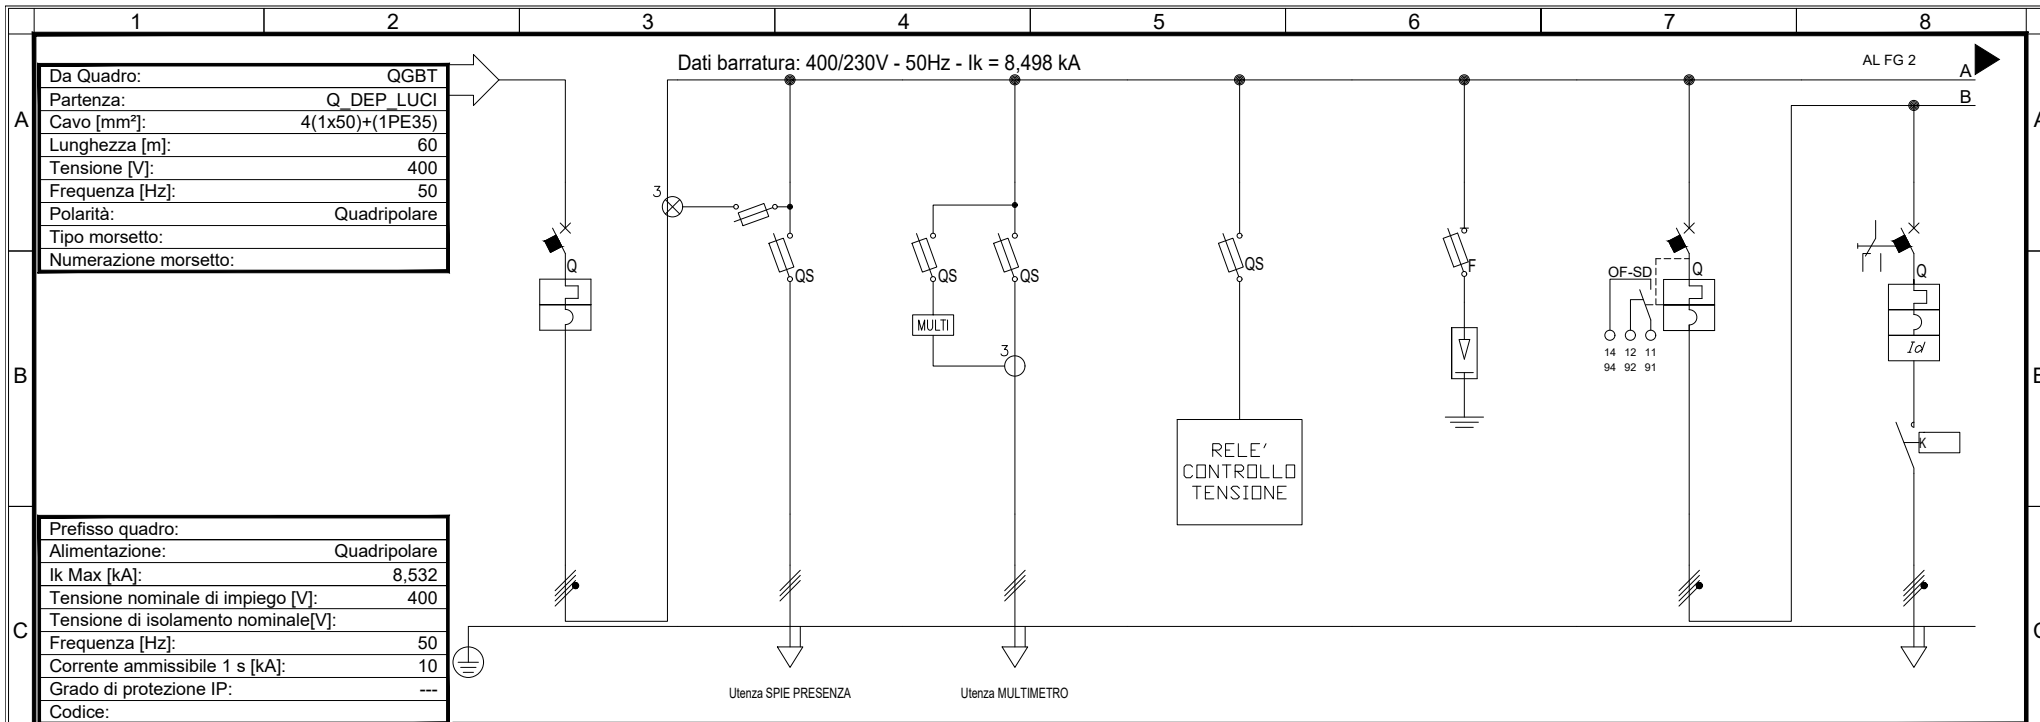 1 2 3 4 5 6 7 8
Dati barratura: 400/230V - 50Hz - Ik = 8,498 kA
AL FG 2
A
B
A
A
Da Quadro: QGBT
Partenza: Q_DEP_LUCI
Cavo [mm²]: 4(1x50)+(1PE35)
Lunghezza [m]: 60
Tensione [V]: 400
Frequenza [Hz]: 50
Polarità: Quadripolare
Tipo morsetto:
Numerazione morsetto:
3
Q
QS
QS
QS
QS
F
OF-SD
Q
Q
MULTI
3
14 12 11
94 92 91
Id
B
B
RELE'
CONTROLLO
TENSIONE
K
Prefisso quadro:
Alimentazione: Quadripolare
Ik Max [kA]: 8,532
Tensione nominale di impiego [V]: 400
Tensione di isolamento nominale[V]:
Frequenza [Hz]: 50
Corrente ammissibile 1 s [kA]: 10
Grado di protezione IP: ---
Codice:
C
C
Utenza SPIE PRESENZA
Utenza MULTIMETRO